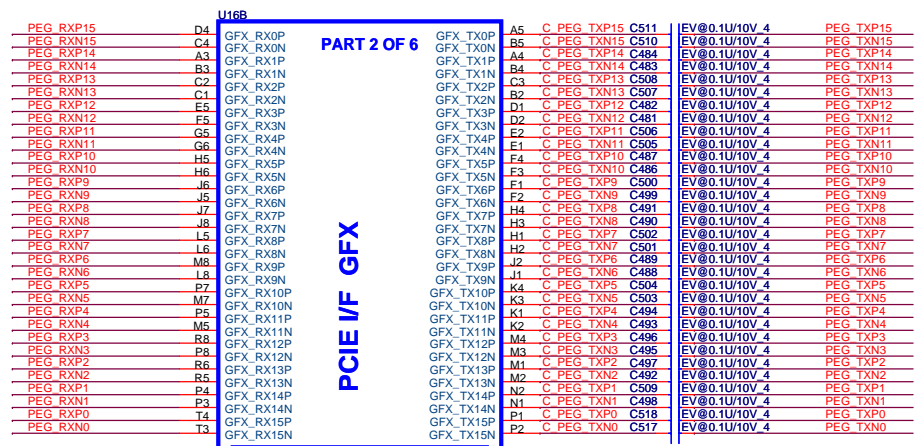 U16B
PART 2 OF 6
PCIE I/F GFX
PEG_RXP15 D4 GFX_RX0P GFX_TX0P A5 C_PEG_TXP15 C511 EV@0.1U/10V_4 PEG_TXP15
PEG_RXN15 C4 GFX_RX0N GFX_TX0N B5 C_PEG_TXN15 C510 EV@0.1U/10V_4 PEG_TXN15
PEG_RXP14 A3 GFX_RX1P GFX_TX1P A4 C_PEG_TXP14 C484 EV@0.1U/10V_4 PEG_TXP14
PEG_RXN14 B3 GFX_RX1N GFX_TX1N B4 C_PEG_TXN14 C483 EV@0.1U/10V_4 PEG_TXN14
PEG_RXP13 C2 GFX_RX2P GFX_TX2P C3 C_PEG_TXP13 C508 EV@0.1U/10V_4 PEG_TXP13
PEG_RXN13 C1 GFX_RX2N GFX_TX2N B2 C_PEG_TXN13 C507 EV@0.1U/10V_4 PEG_TXN13
PEG_RXP12 E5 GFX_RX3P GFX_TX3P D1 C_PEG_TXP12 C482 EV@0.1U/10V_4 PEG_TXP12
PEG_RXN12 F5 GFX_RX3N GFX_TX3N D2 C_PEG_TXN12 C481 EV@0.1U/10V_4 PEG_TXN12
PEG_RXP11 G5 GFX_RX4P GFX_TX4P E2 C_PEG_TXP11 C506 EV@0.1U/10V_4 PEG_TXP11
PEG_RXN11 G6 GFX_RX4N GFX_TX4N E1 C_PEG_TXN11 C505 EV@0.1U/10V_4 PEG_TXN11
PEG_RXP10 H5 GFX_RX5P GFX_TX5P F4 C_PEG_TXP10 C487 EV@0.1U/10V_4 PEG_TXP10
PEG_RXN10 H6 GFX_RX5N GFX_TX5N F3 C_PEG_TXN10 C486 EV@0.1U/10V_4 PEG_TXN10
PEG_RXP9 J6 GFX_RX6P GFX_TX6P F1 C_PEG_TXP9 C500 EV@0.1U/10V_4 PEG_TXP9
PEG_RXN9 J5 GFX_RX6N GFX_TX6N F2 C_PEG_TXN9 C499 EV@0.1U/10V_4 PEG_TXN9
PEG_RXP8 J7 GFX_RX7P GFX_TX7P H4 C_PEG_TXP8 C491 EV@0.1U/10V_4 PEG_TXP8
PEG_RXN8 J8 GFX_RX7N GFX_TX7N H3 C_PEG_TXN8 C490 EV@0.1U/10V_4 PEG_TXN8
PEG_RXP7 L5 GFX_RX8P GFX_TX8P H1 C_PEG_TXP7 C502 EV@0.1U/10V_4 PEG_TXP7
PEG_RXN7 L6 GFX_RX8N GFX_TX8N H2 C_PEG_TXN7 C501 EV@0.1U/10V_4 PEG_TXN7
PEG_RXP6 M8 GFX_RX9P GFX_TX9P J2 C_PEG_TXP6 C489 EV@0.1U/10V_4 PEG_TXP6
PEG_RXN6 L8 GFX_RX9N GFX_TX9N J1 C_PEG_TXN6 C488 EV@0.1U/10V_4 PEG_TXN6
PEG_RXP5 P7 GFX_RX10P GFX_TX10P K4 C_PEG_TXP5 C504 EV@0.1U/10V_4 PEG_TXP5
PEG_RXN5 M7 GFX_RX10N GFX_TX10N K3 C_PEG_TXN5 C503 EV@0.1U/10V_4 PEG_TXN5
PEG_RXP4 P5 GFX_RX11P GFX_TX11P K1 C_PEG_TXP4 C494 EV@0.1U/10V_4 PEG_TXP4
PEG_RXN4 M5 GFX_RX11N GFX_TX11N K2 C_PEG_TXN4 C493 EV@0.1U/10V_4 PEG_TXN4
PEG_RXP3 R8 GFX_RX12P GFX_TX12P M4 C_PEG_TXP3 C496 EV@0.1U/10V_4 PEG_TXP3
PEG_RXN3 P8 GFX_RX12N GFX_TX12N M3 C_PEG_TXN3 C495 EV@0.1U/10V_4 PEG_TXN3
PEG_RXP2 R6 GFX_RX13P GFX_TX13P M1 C_PEG_TXP2 C497 EV@0.1U/10V_4 PEG_TXP2
PEG_RXN2 R5 GFX_RX13N GFX_TX13N M2 C_PEG_TXN2 C492 EV@0.1U/10V_4 PEG_TXN2
PEG_RXP1 P4 GFX_RX14P GFX_TX14P N2 C_PEG_TXP1 C509 EV@0.1U/10V_4 PEG_TXP1
PEG_RXN1 P3 GFX_RX14N GFX_TX14N N1 C_PEG_TXN1 C498 EV@0.1U/10V_4 PEG_TXN1
PEG_RXP0 T4 GFX_RX15P GFX_TX15P P1 C_PEG_TXP0 C518 EV@0.1U/10V_4 PEG_TXP0
PEG_RXN0 T3 GFX_RX15N GFX_TX15N P2 C_PEG_TXN0 C517 EV@0.1U/10V_4 PEG_TXN0